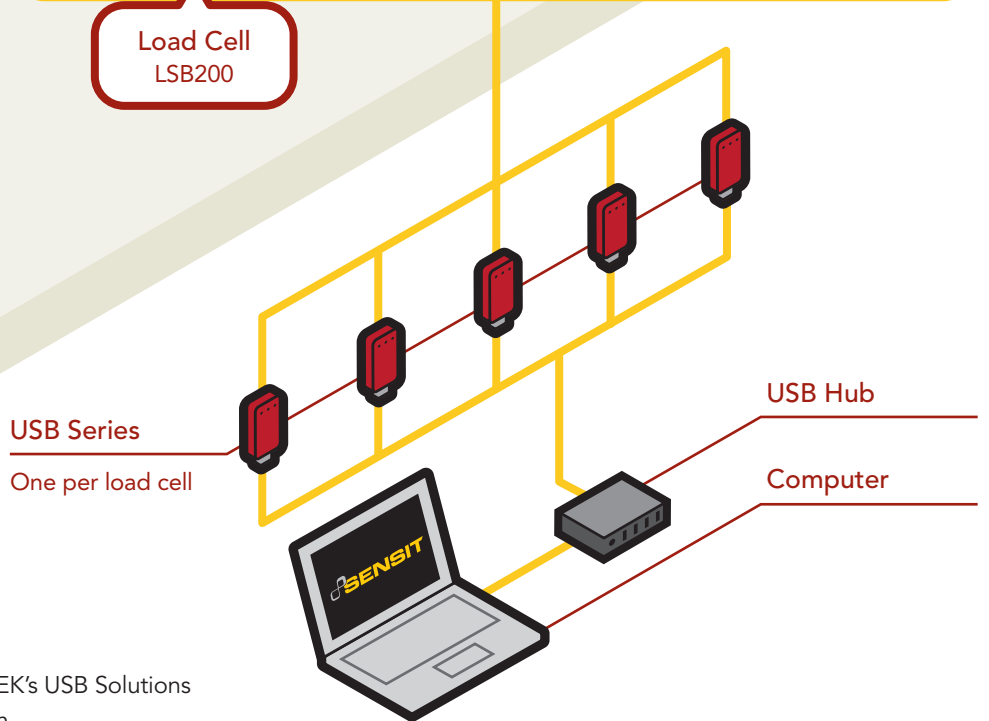 Load Cell
LSB200
USB Series
One per load cell
USB Hub
Computer
SENSIT
EK's USB Solutions